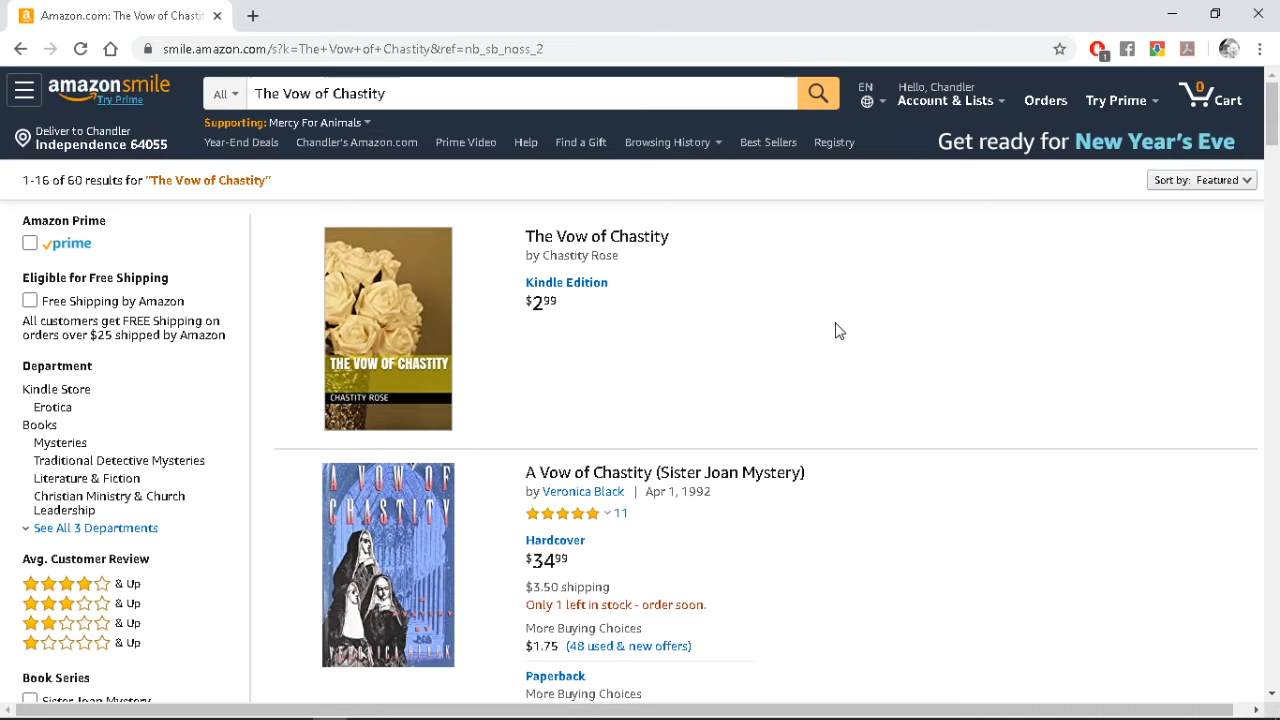 Amazon.com: The Vow of Chastit
smile.amazon.com/s?k=The+Vow+of+Chastity&ref=nb_sb_noss_2
1
amazonsmile
Try Prime
All
The Vow of Chastity
EN
Hello, Chandler
Account & Lists
Orders
Try Prime
0
Cart
Supporting: Mercy For Animals
Deliver to Chandler
Independence 64055
Year-End Deals Chandler's Amazon.com Prime Video Help Find a Gift Browsing History Best Sellers Registry
Get ready for New Year's Eve
1-16 of 60 results for "The Vow of Chastity"
Sort by: Featured
Amazon Prime
prime
Eligible for Free Shipping
Free Shipping by Amazon
All customers get FREE Shipping on
orders over $25 shipped by Amazon
Department
Kindle Store
Erotica
Books
Mysteries
Traditional Detective Mysteries
Literature & Fiction
Christian Ministry & Church
Leadership
See All 3 Departments
Avg. Customer Review
& Up
& Up
& Up
& Up
Book Series
Sister Joan Mystery
THE VOW OF CHASTITY
CHASTITY ROSE
The Vow of Chastity
by Chastity Rose
Kindle Edition
$2.99
A VOW OF
CHASTITY
VERONICA BLACK
A Vow of Chastity (Sister Joan Mystery)
by Veronica Black | Apr 1, 1992
11
Hardcover
$34.99
$3.50 shipping
Only 1 left in stock - order soon.
More Buying Choices
$1.75 (48 used & new offers)
Paperback
More Buying Choices